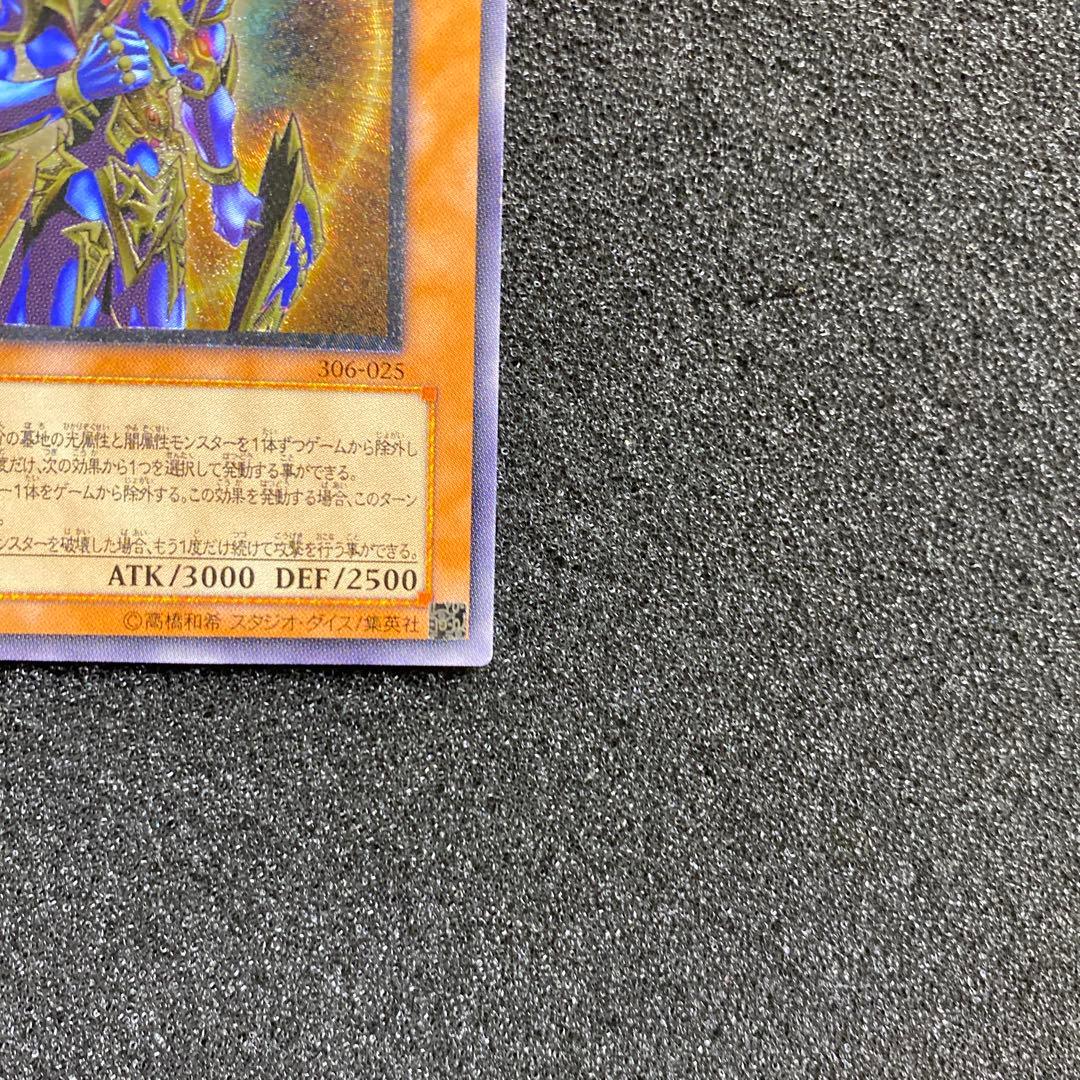 306-025
の墓地の光属性と闇属性モンスターを1体ずつゲームから除外し
度だけ、次の効果から1つを選択して発動する事ができる。
ー1体をゲームから除外する。この効果を発動する場合、このターン
。
ンスターを破壊した場合、もう1度だけ続けて攻撃を行う事ができる。
ATK/3000 DEF/2500
©高橋和希 スタジオ・ダイス/集英社